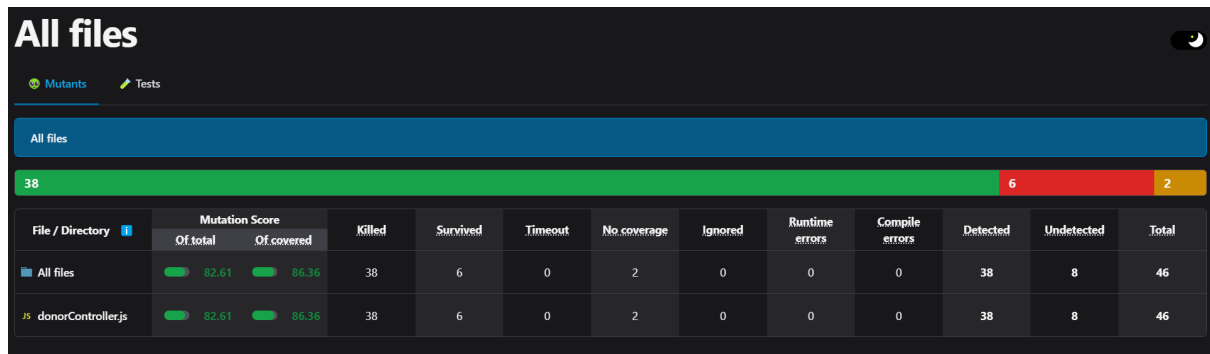 All files
👽 Mutants 🧪 Tests
All files
38 6 2
File / Directory i Mutation Score Killed Survived Timeout No coverage Ignored Runtime errors Compile errors Detected Undetected Total
Of total Of covered
All files 82.61 86.36 38 6 0 2 0 0 0 38 8 46
JS donorController.js 82.61 86.36 38 6 0 2 0 0 0 38 8 46